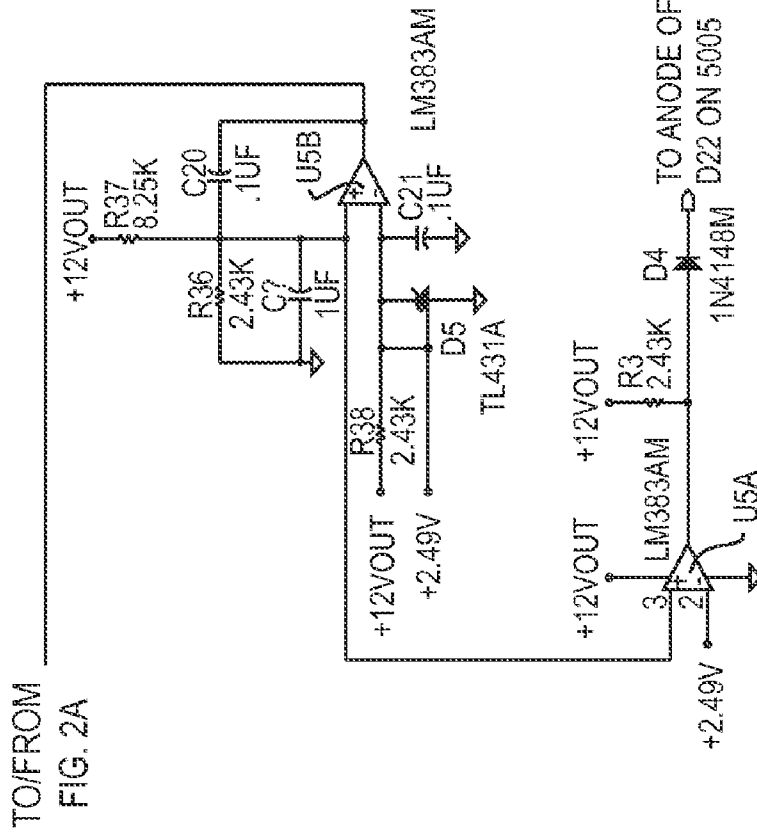 TO/FROM
FIG. 2A
+12VOUT
R37
8.25K
C20
.1UF
R36
2.43K
C?
1UF
U5B
+
-
LM383AM
C21
.1UF
R38
2.43K
D5
TL431A
+12VOUT
+2.49V
+12VOUT
LM383AM
3
2
+
-
U5A
+2.49V
+12VOUT
R3
2.43K
D4
1N4148M
TO ANODE OF
D22 ON 5005